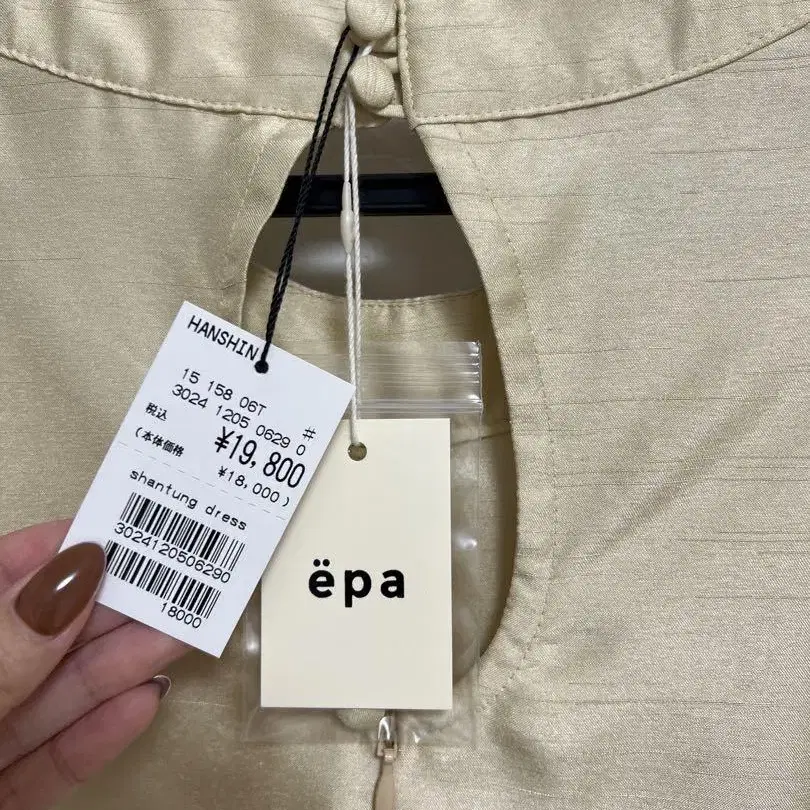 HANSHIN
15 158 06T
3024 1205 0629 0
#
税込 ¥19,800
(本体価格 ¥18,000)
shantung dress
3024120506290
18000
ëpa